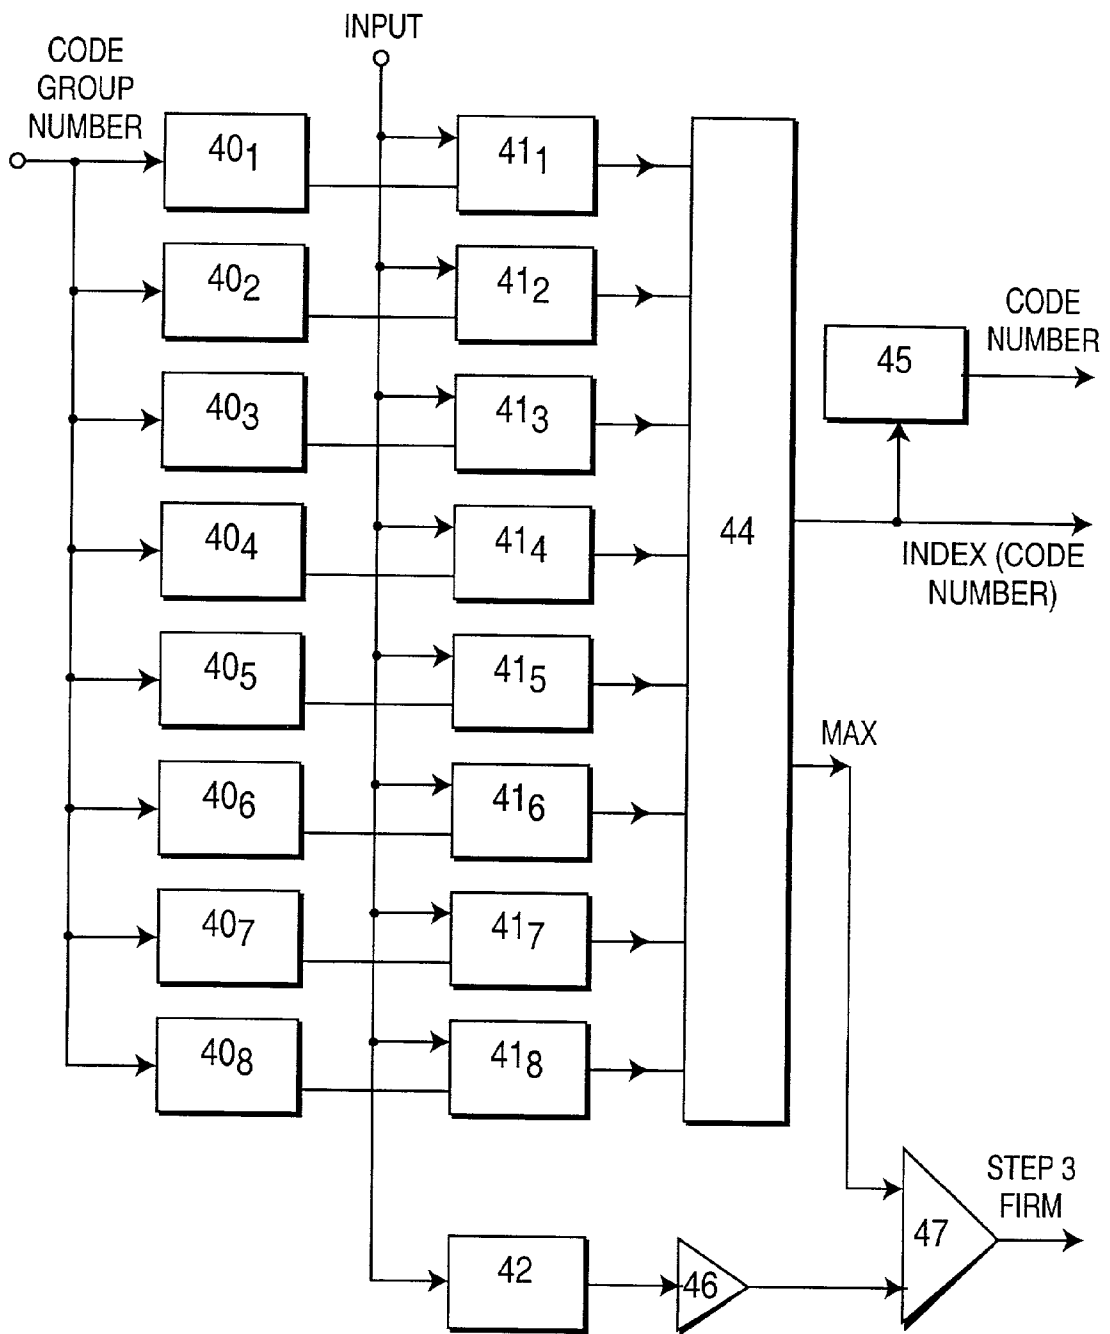 INPUT
CODE
GROUP
NUMBER
40₁
41₁
40₂
41₂
40₃
41₃
40₄
41₄
40₅
41₅
40₆
41₆
40₇
41₇
40₈
41₈
44
45
CODE
NUMBER
INDEX (CODE
NUMBER)
MAX
42
46
47
STEP 3
FIRM